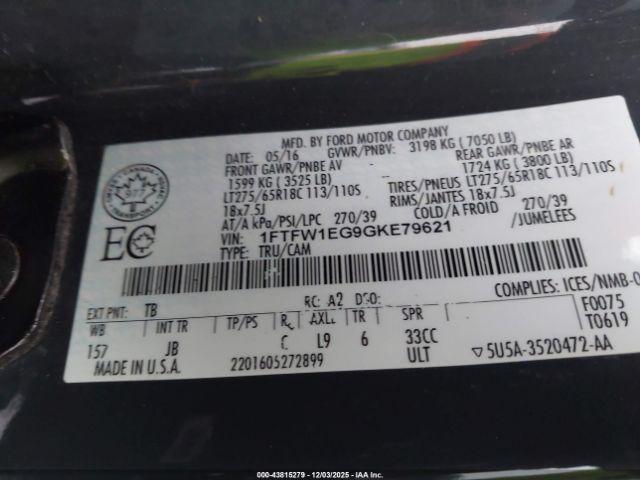 MFD. BY FORD MOTOR COMPANY
DATE: 05/16 GVWR/PNBV: 3198 KG ( 7050 LB)
FRONT GAWR/PNBE AV REAR GAWR/PNBE AR
1599 KG ( 3525 LB) 1724 KG ( 3800 LB)
LT275/65R18C 113/110S TIRES/PNEUS LT275/65R18C 113/110S
18x7.5J RIMS/JANTES 18x7.5J
AT/A kPa/PSI/LPC 270/39 COLD/A FROID 270/39
VIN: 1FTFW1EG9GKE79621 /JUMELEES
TYPE: TRU/CAM
EC
COMPLIES: ICES/NMB-0
EXT PNT: TB RC: A2 DSO: F0075
WB INT TR TP/PS R AXL TR SPR T0619
157 JB L9 6 33CC
MADE IN U.S.A. 2201605272899 ULT 5U5A-3520472-AA
Stock #: 43815279 - 12/03/2025 - IAA Inc.